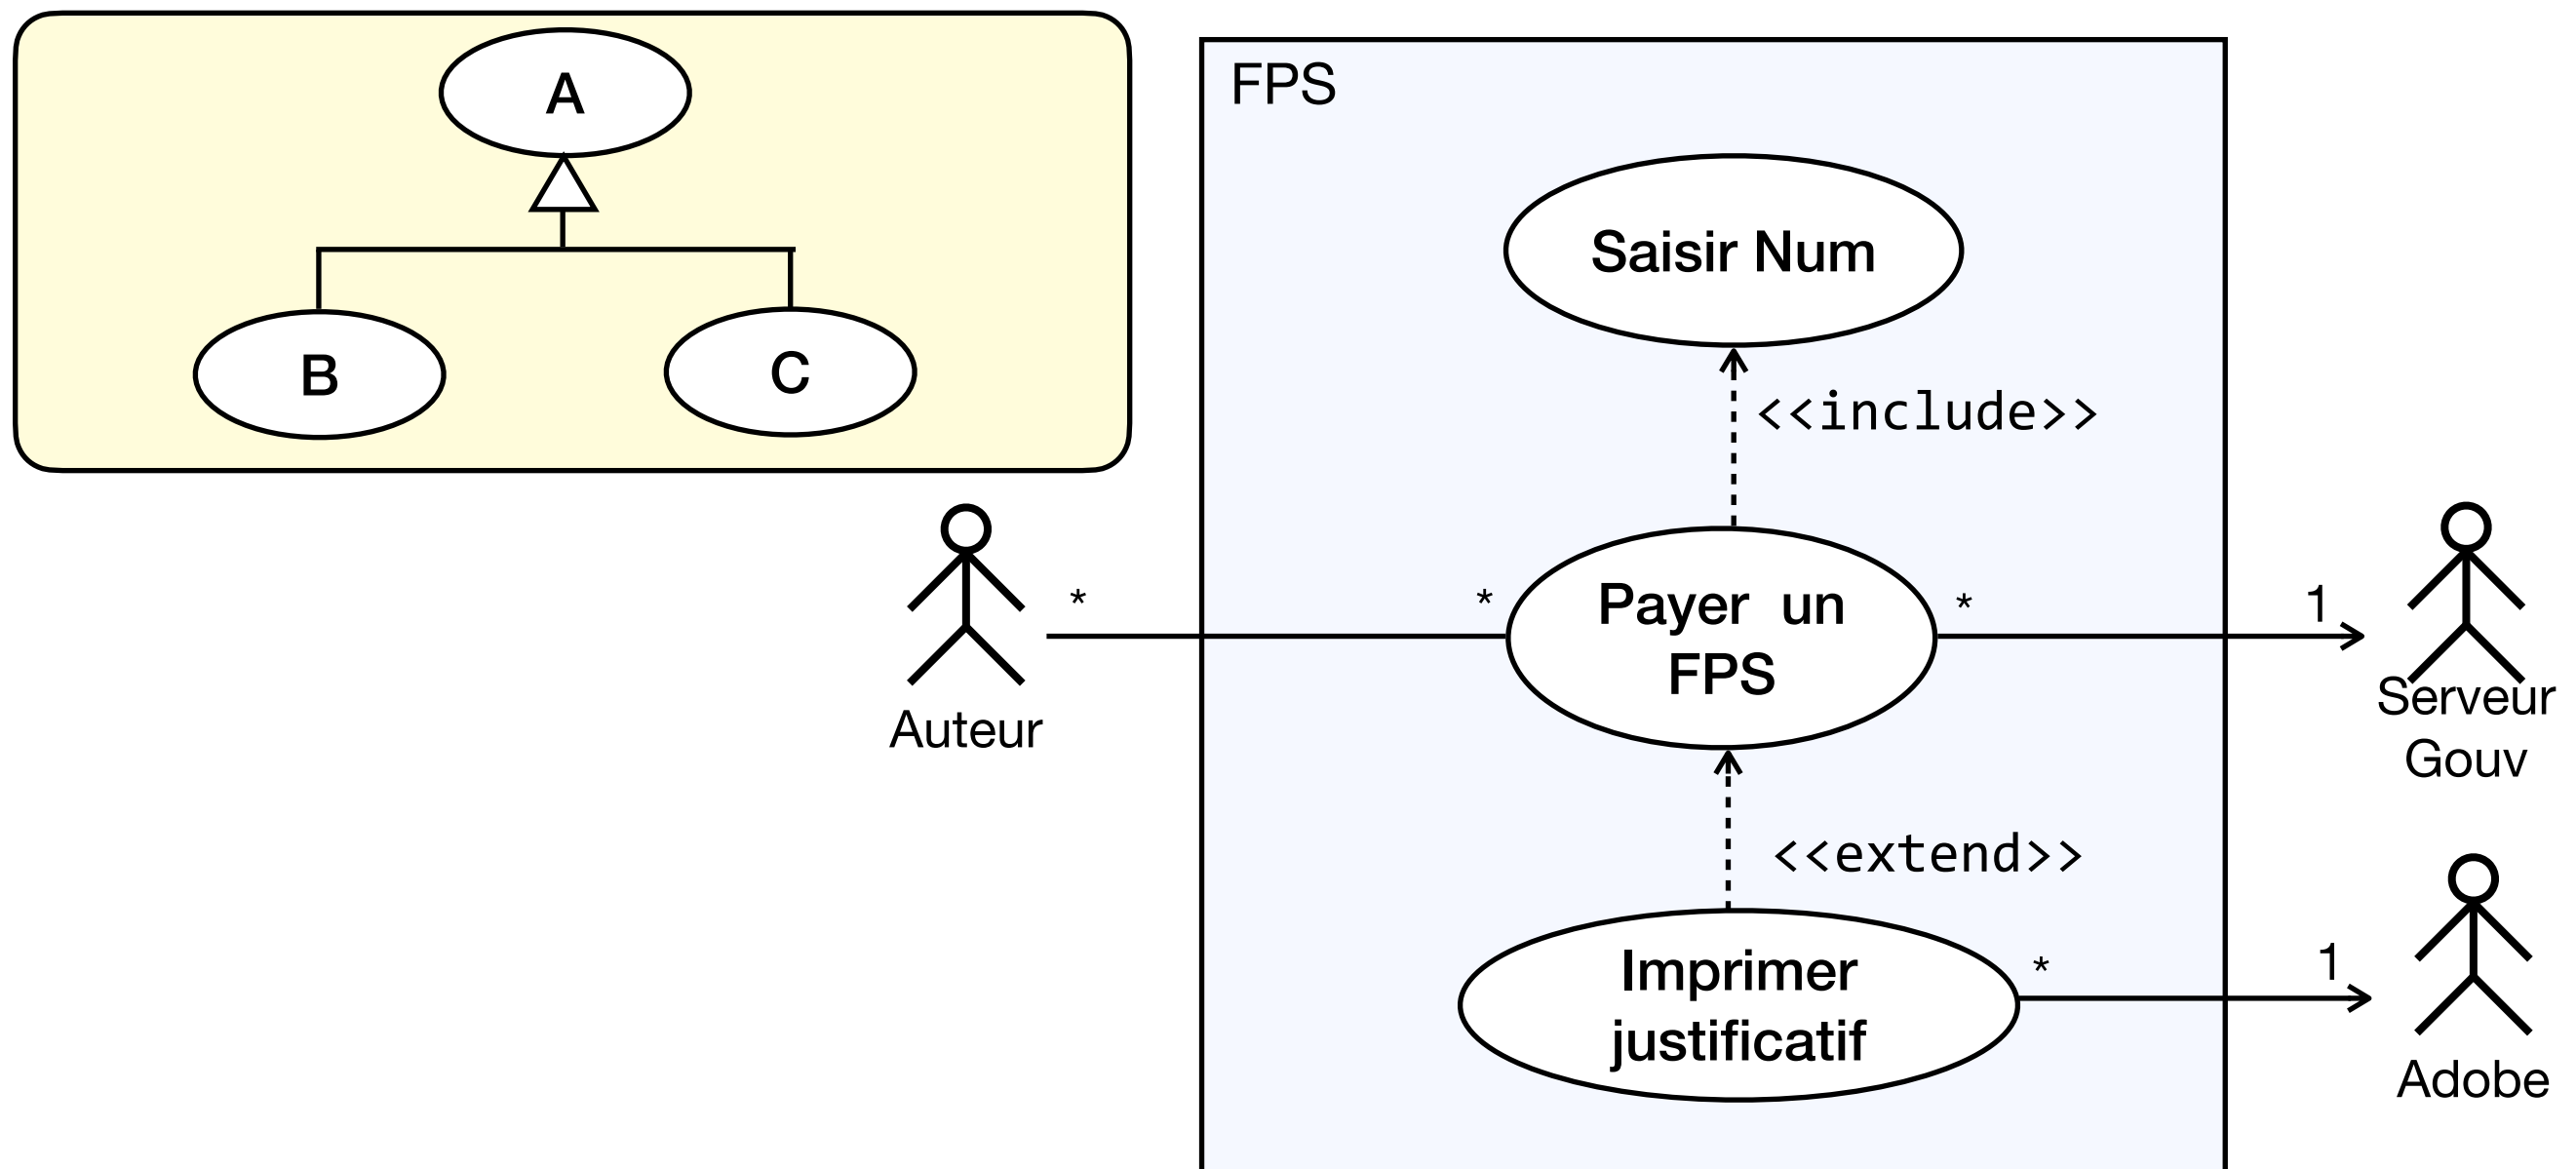 A
B
C
FPS
Saisir Num
<<include>>
Auteur
*
*
Payer un
FPS
*
1
Serveur
Gouv
<<extend>>
Imprimer
justificatif
*
1
Adobe